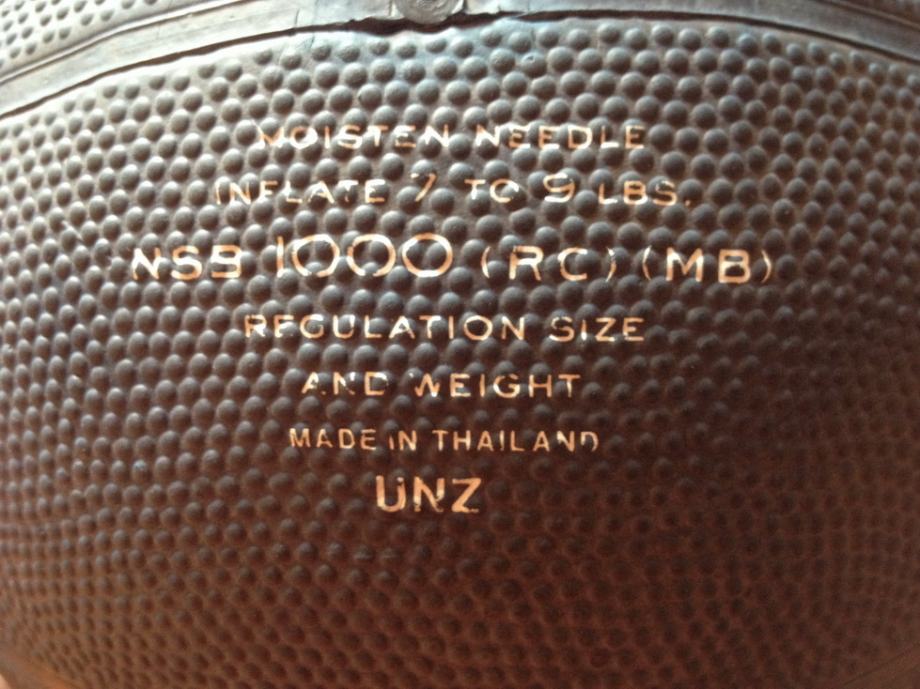 MOISTEN NEEDLE
INFLATE 7 TO 9 LBS.
NSB 1000 (RC) (MB)
REGULATION SIZE
AND WEIGHT
MADE IN THAILAND
UNZ